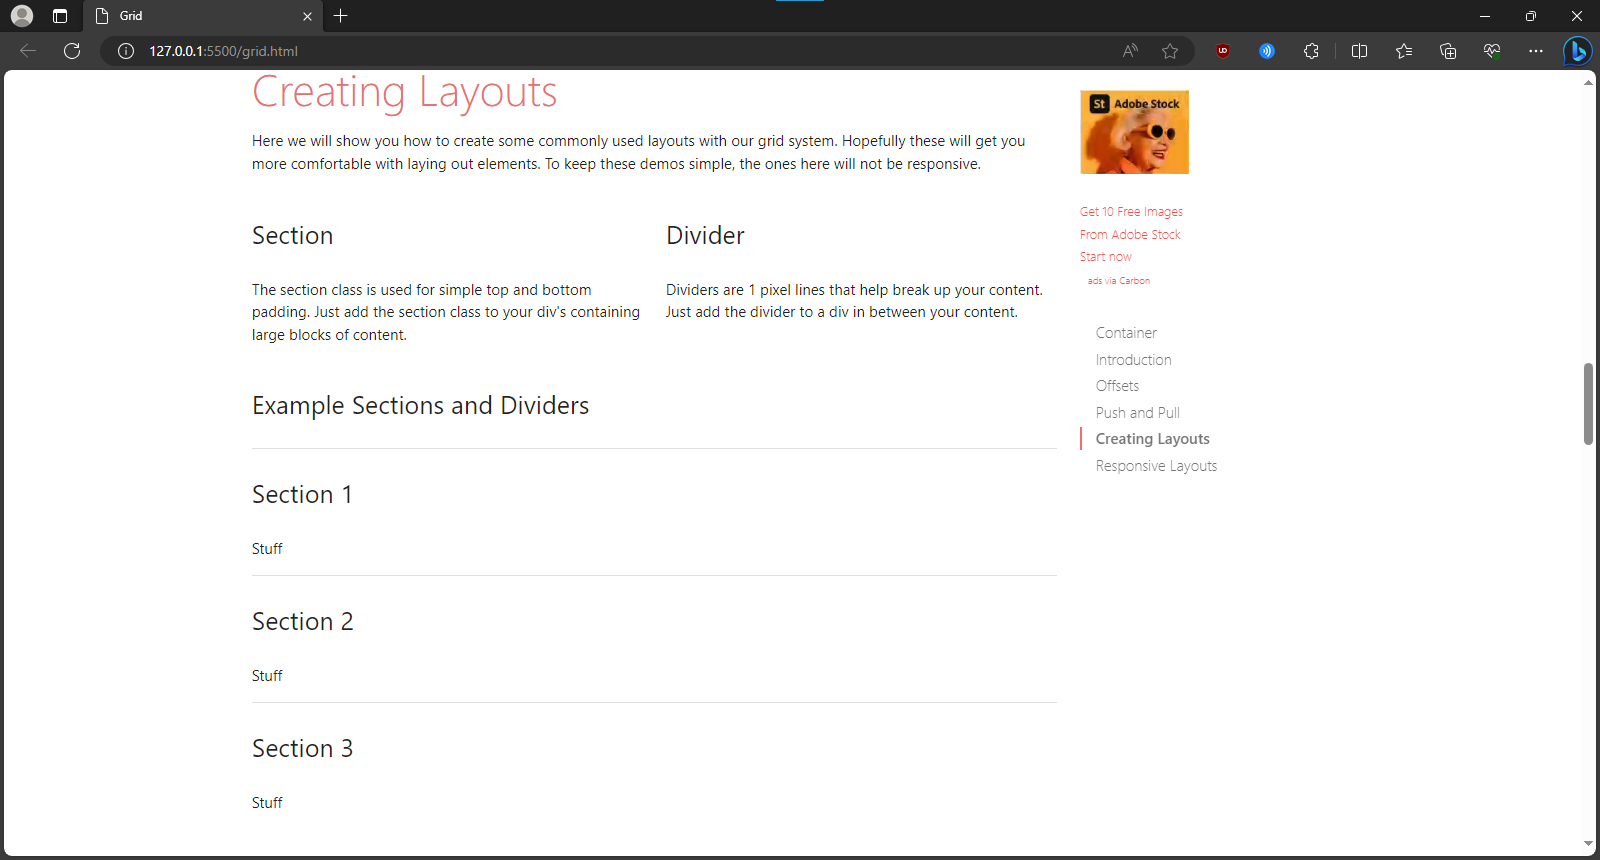 Grid
127.0.0.1:5500/grid.html
Creating Layouts
Here we will show you how to create some commonly used layouts with our grid system. Hopefully these will get you
more comfortable with laying out elements. To keep these demos simple, the ones here will not be responsive.
Section
The section class is used for simple top and bottom
padding. Just add the section class to your div's containing
large blocks of content.
Divider
Dividers are 1 pixel lines that help break up your content.
Just add the divider to a div in between your content.
Example Sections and Dividers
Section 1
Stuff
Section 2
Stuff
Section 3
Stuff
St Adobe Stock
Get 10 Free Images
From Adobe Stock
Start now
ads via Carbon
Container
Introduction
Offsets
Push and Pull
Creating Layouts
Responsive Layouts